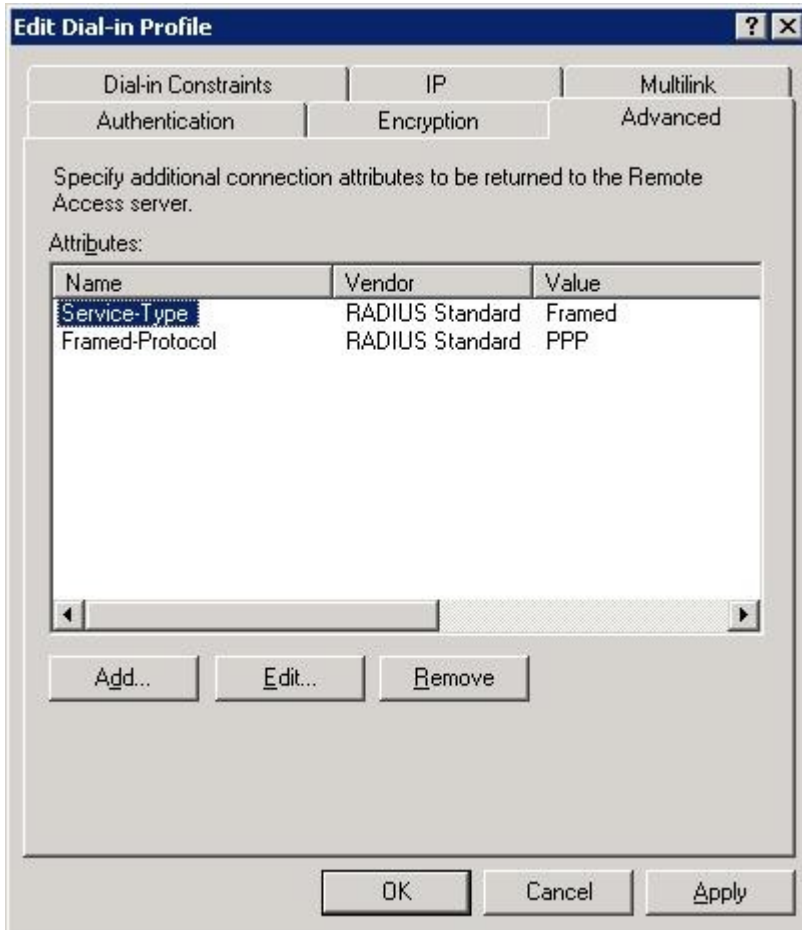 Edit Dial-in Profile
Dial-in Constraints IP Multilink
Authentication Encryption Advanced
Specify additional connection attributes to be returned to the Remote
Access server.
Attributes:
Name Vendor Value
Service-Type RADIUS Standard Framed
Framed-Protocol RADIUS Standard PPP
Add... Edit... Remove
OK Cancel Apply